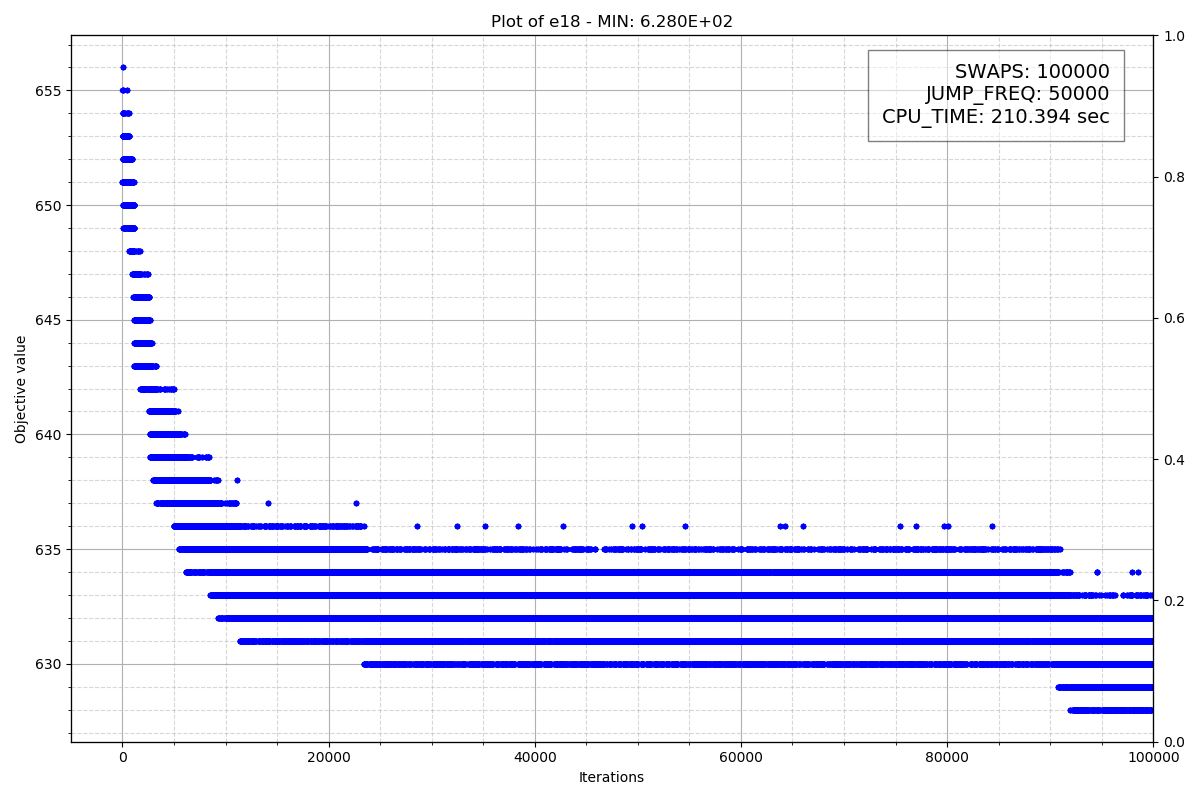 Plot of e18 - MIN: 6.280E+02
SWAPS: 100000
JUMP_FREQ: 50000
CPU_TIME: 210.394 sec
Objective value
655
650
645
640
635
630
1.0
0.8
0.6
0.4
0.2
0.0
0 20000 40000 60000 80000 100000
Iterations